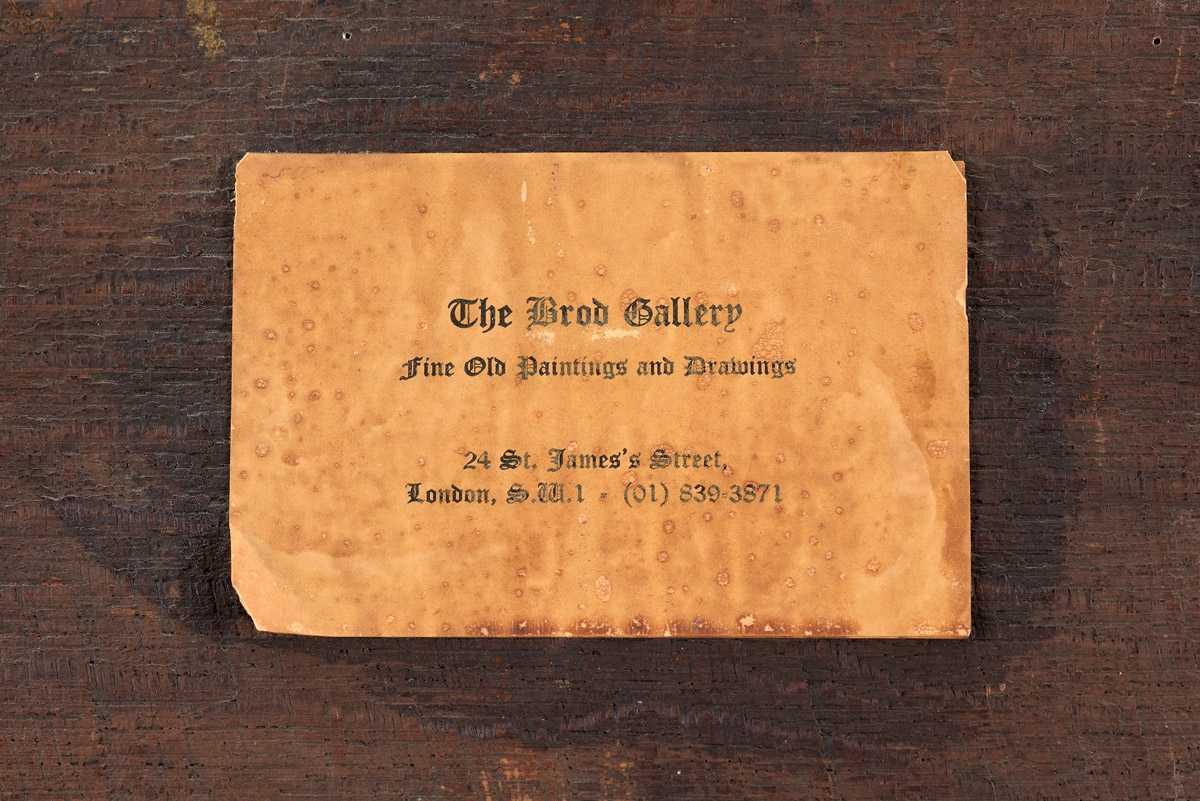 The Brod Gallery
Fine Old Paintings and Drawings
24 St. James's Street,
London, S.W.1 - (01) 839-3871